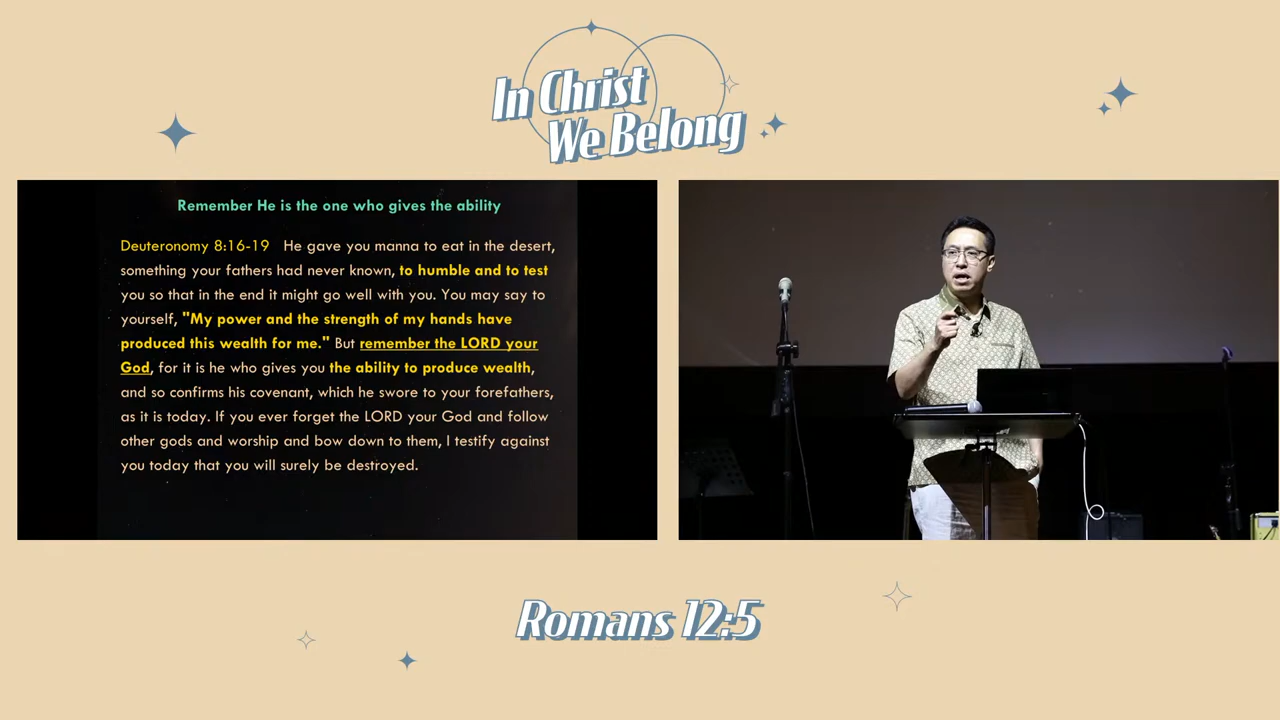 In Christ
We Belong
Remember He is the one who gives the ability
Deuteronomy 8:16-19 He gave you manna to eat in the desert,
something your fathers had never known, to humble and to test
you so that in the end it might go well with you. You may say to
yourself, "My power and the strength of my hands have
produced this wealth for me." But remember the LORD your
God, for it is he who gives you the ability to produce wealth,
and so confirms his covenant, which he swore to your forefathers,
as it is today. If you ever forget the LORD your God and follow
other gods and worship and bow down to them, I testify against
you today that you will surely be destroyed.
Romans 12:5